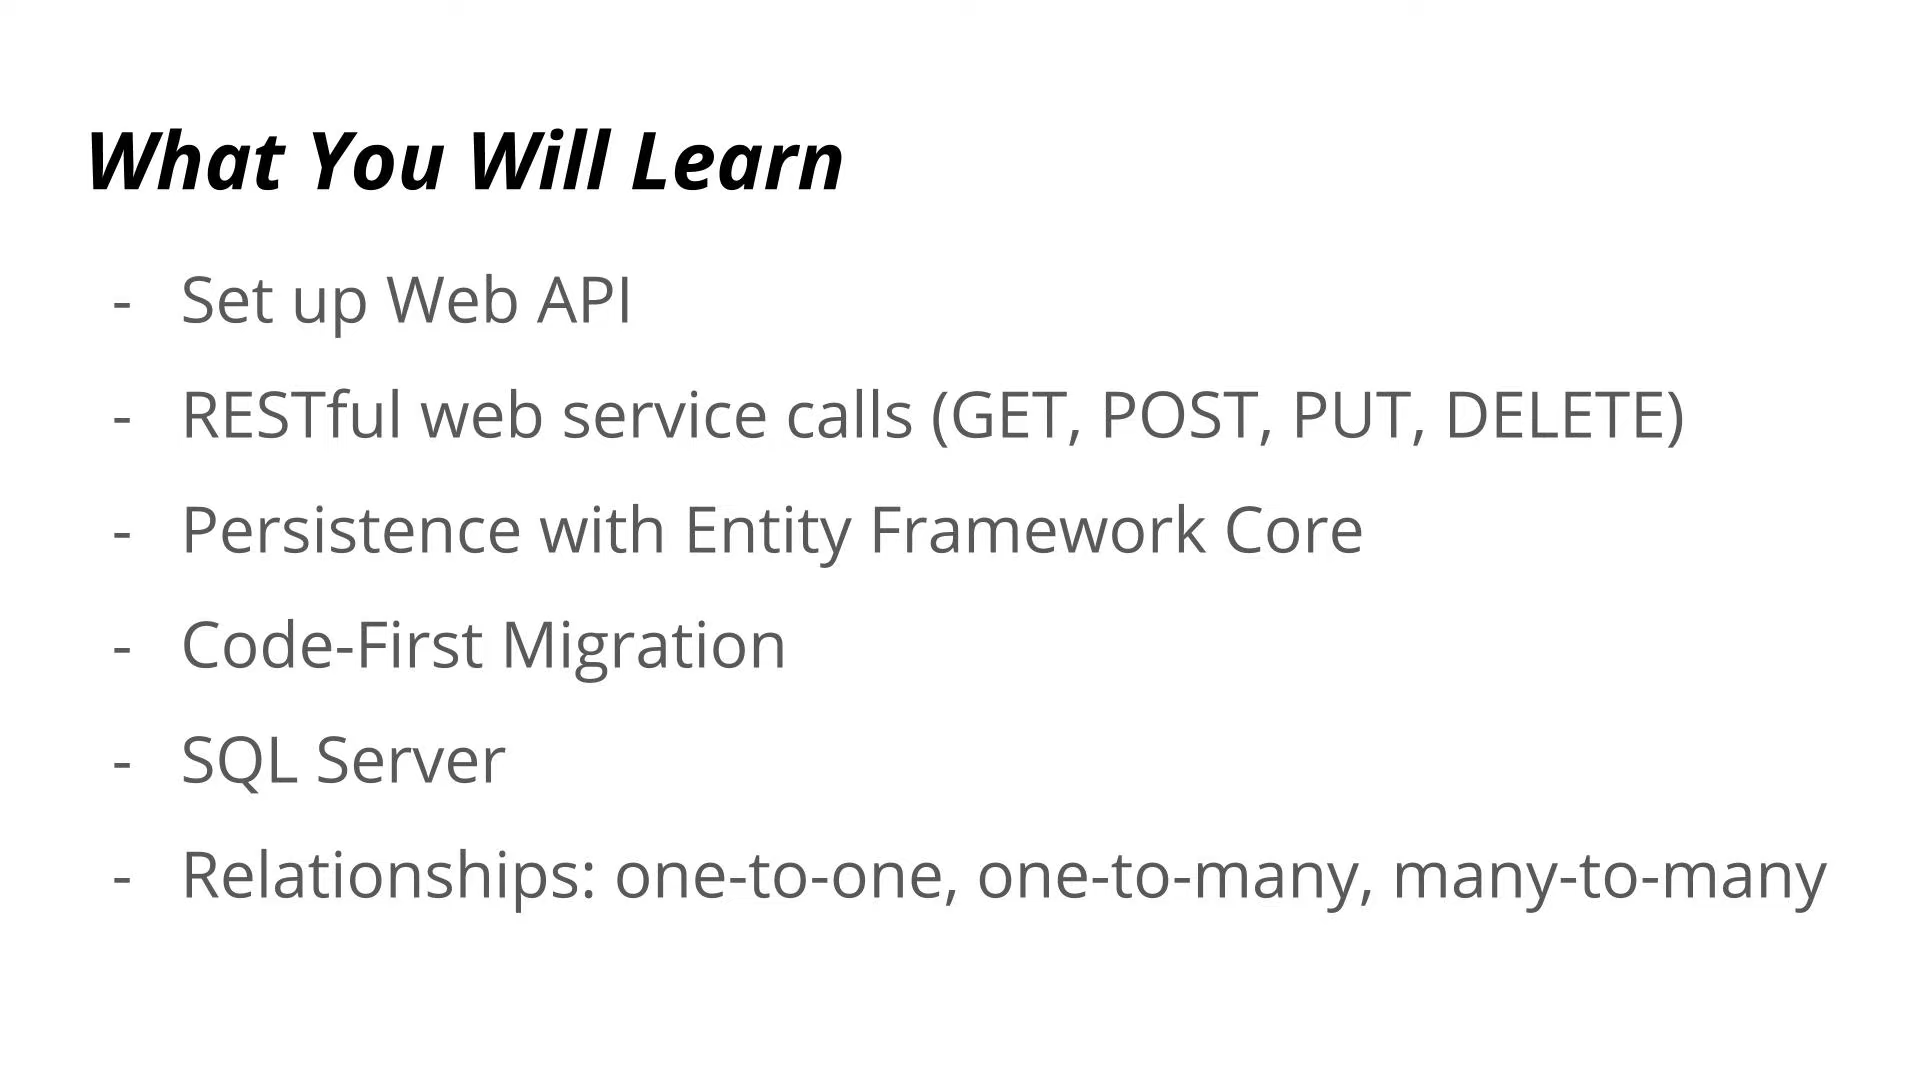 What You Will Learn
- Set up Web API
- RESTful web service calls (GET, POST, PUT, DELETE)
- Persistence with Entity Framework Core
- Code-First Migration
- SQL Server
- Relationships: one-to-one, one-to-many, many-to-many